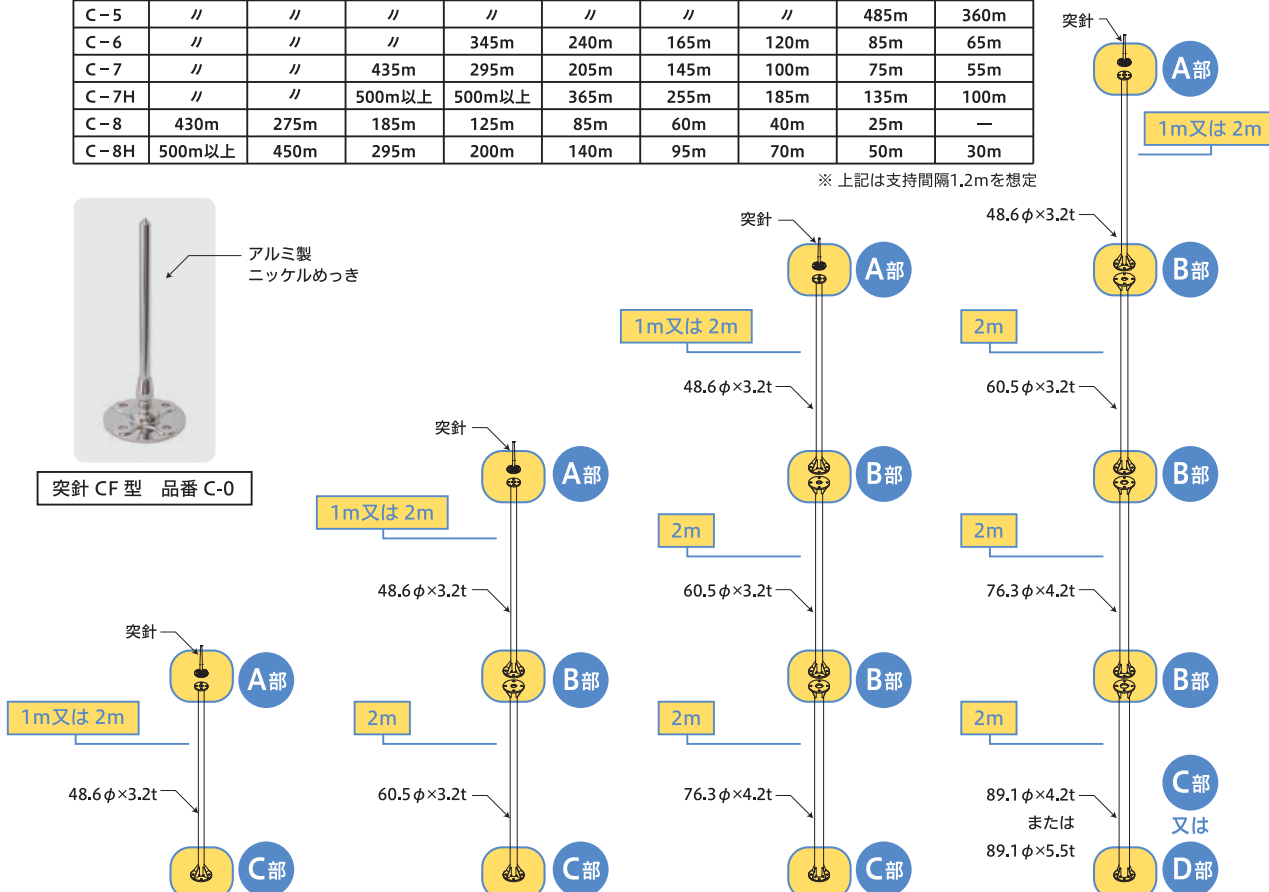 C-5 〃 〃 〃 〃 〃 〃 〃 485m 360m
C-6 〃 〃 〃 345m 240m 165m 120m 85m 65m
C-7 〃 〃 435m 295m 205m 145m 100m 75m 55m
C-7H 〃 〃 500m以上 500m以上 365m 255m 185m 135m 100m
C-8 430m 275m 185m 125m 85m 60m 40m 25m —
C-8H 500m以上 450m 295m 200m 140m 95m 70m 50m 30m
※ 上記は支持間隔1.2mを想定
アルミ製
ニッケルめっき
突針 CF 型 品番 C-0
突針
A部
1m又は 2m
48.6φ×3.2t
C部
突針
A部
1m又は 2m
48.6φ×3.2t
B部
2m
60.5φ×3.2t
C部
突針
A部
1m又は 2m
48.6φ×3.2t
B部
2m
60.5φ×3.2t
B部
2m
76.3φ×4.2t
C部
突針
A部
1m又は 2m
48.6φ×3.2t
B部
2m
60.5φ×3.2t
B部
2m
76.3φ×4.2t
B部
2m
89.1φ×4.2t
または
89.1φ×5.5t
C部
又は
D部